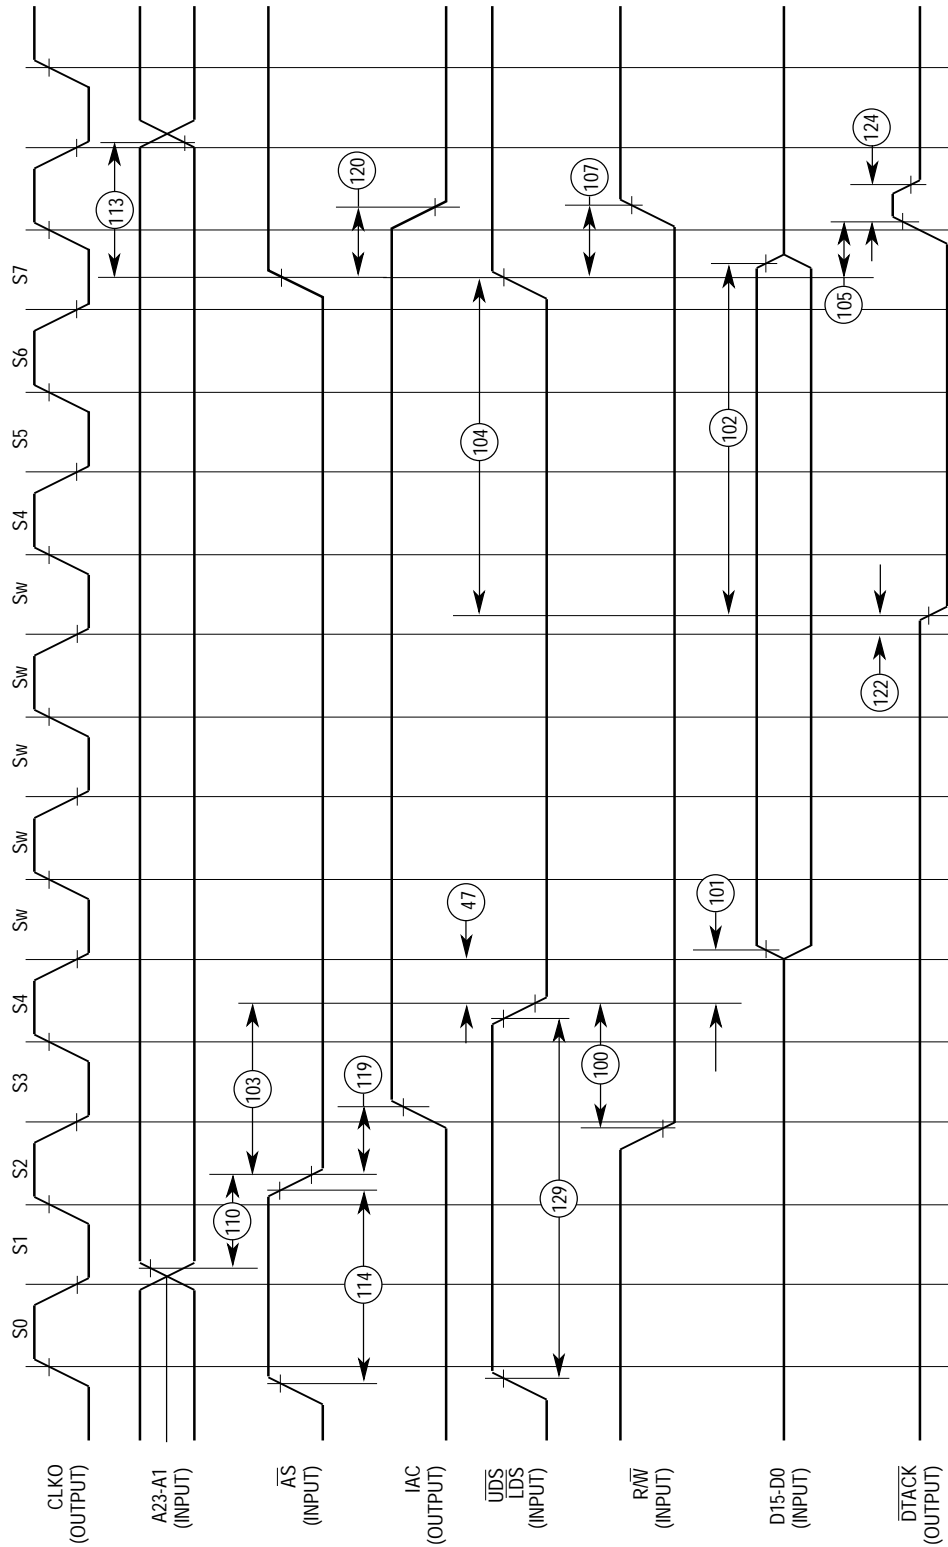 S0 S1 S2 S3 S4 Sw Sw Sw Sw Sw S4 S5 S6 S7
CLKO
(OUTPUT)
A23-A1
(INPUT)
113
AS
(INPUT)
110
103
114
119
120
IAC
(OUTPUT)
47
104
UDS
LDS
(INPUT)
129
100
107
R/W
(INPUT)
101
102
D15-D0
(INPUT)
105
122
124
DTACK
(OUTPUT)